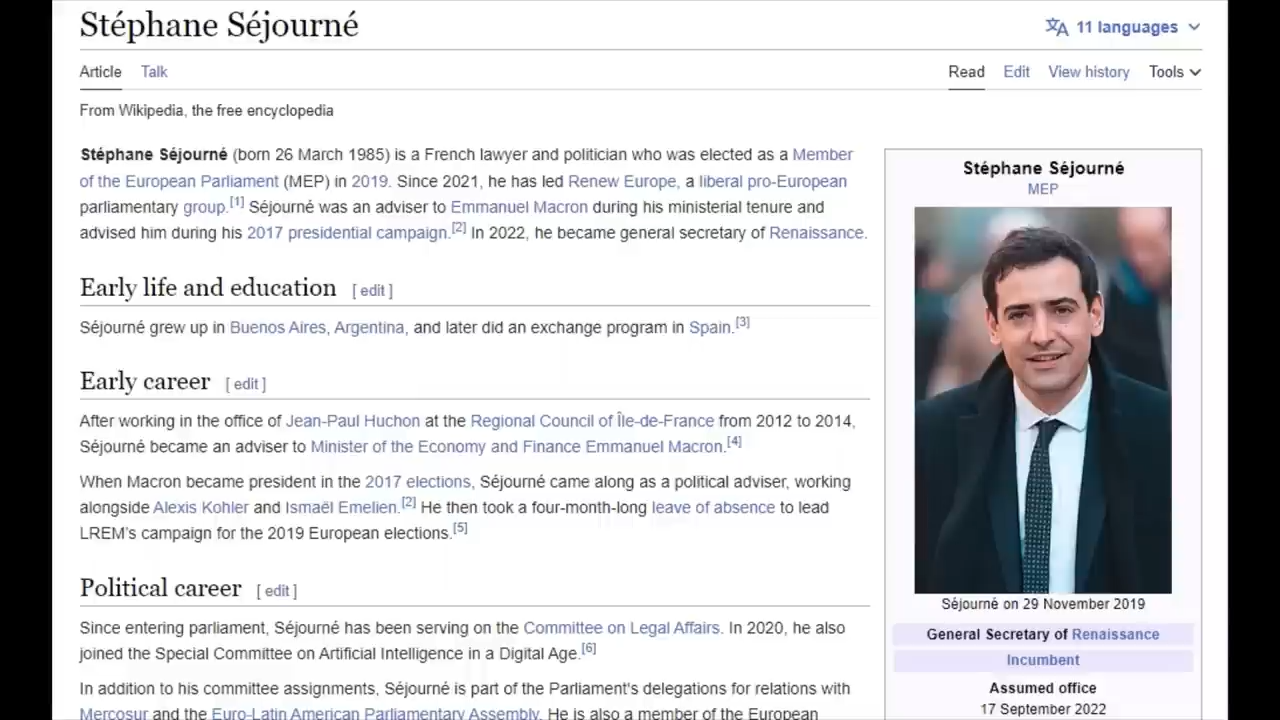 Stéphane Séjourné
11 languages
Article Talk
Read Edit View history Tools
From Wikipedia, the free encyclopedia
Stéphane Séjourné (born 26 March 1985) is a French lawyer and politician who was elected as a Member
of the European Parliament (MEP) in 2019. Since 2021, he has led Renew Europe, a liberal pro-European
parliamentary group.[1] Séjourné was an adviser to Emmanuel Macron during his ministerial tenure and
advised him during his 2017 presidential campaign.[2] In 2022, he became general secretary of Renaissance.
Early life and education [ edit ]
Séjourné grew up in Buenos Aires, Argentina, and later did an exchange program in Spain.[3]
Early career [ edit ]
After working in the office of Jean-Paul Huchon at the Regional Council of Île-de-France from 2012 to 2014,
Séjourné became an adviser to Minister of the Economy and Finance Emmanuel Macron.[4]
When Macron became president in the 2017 elections, Séjourné came along as a political adviser, working
alongside Alexis Kohler and Ismaël Emelien.[2] He then took a four-month-long leave of absence to lead
LREM's campaign for the 2019 European elections.[5]
Political career [ edit ]
Since entering parliament, Séjourné has been serving on the Committee on Legal Affairs. In 2020, he also
joined the Special Committee on Artificial Intelligence in a Digital Age.[6]
In addition to his committee assignments, Séjourné is part of the Parliament's delegations for relations with
Mercosur and the Euro-Latin American Parliamentary Assembly. He is also a member of the European
Stéphane Séjourné
MEP
Séjourné on 29 November 2019
General Secretary of Renaissance
Incumbent
Assumed office
17 September 2022